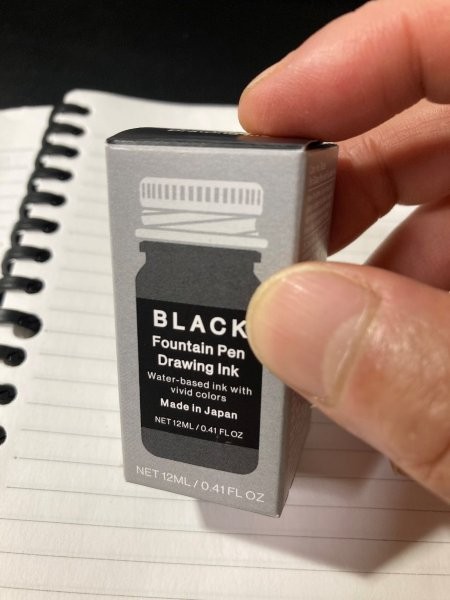 BLACK
Fountain Pen
Drawing Ink
Water-based ink with
vivid colors
Made in Japan
NET 12ML / 0.41 FL OZ
NET 12ML / 0.41 FL OZ